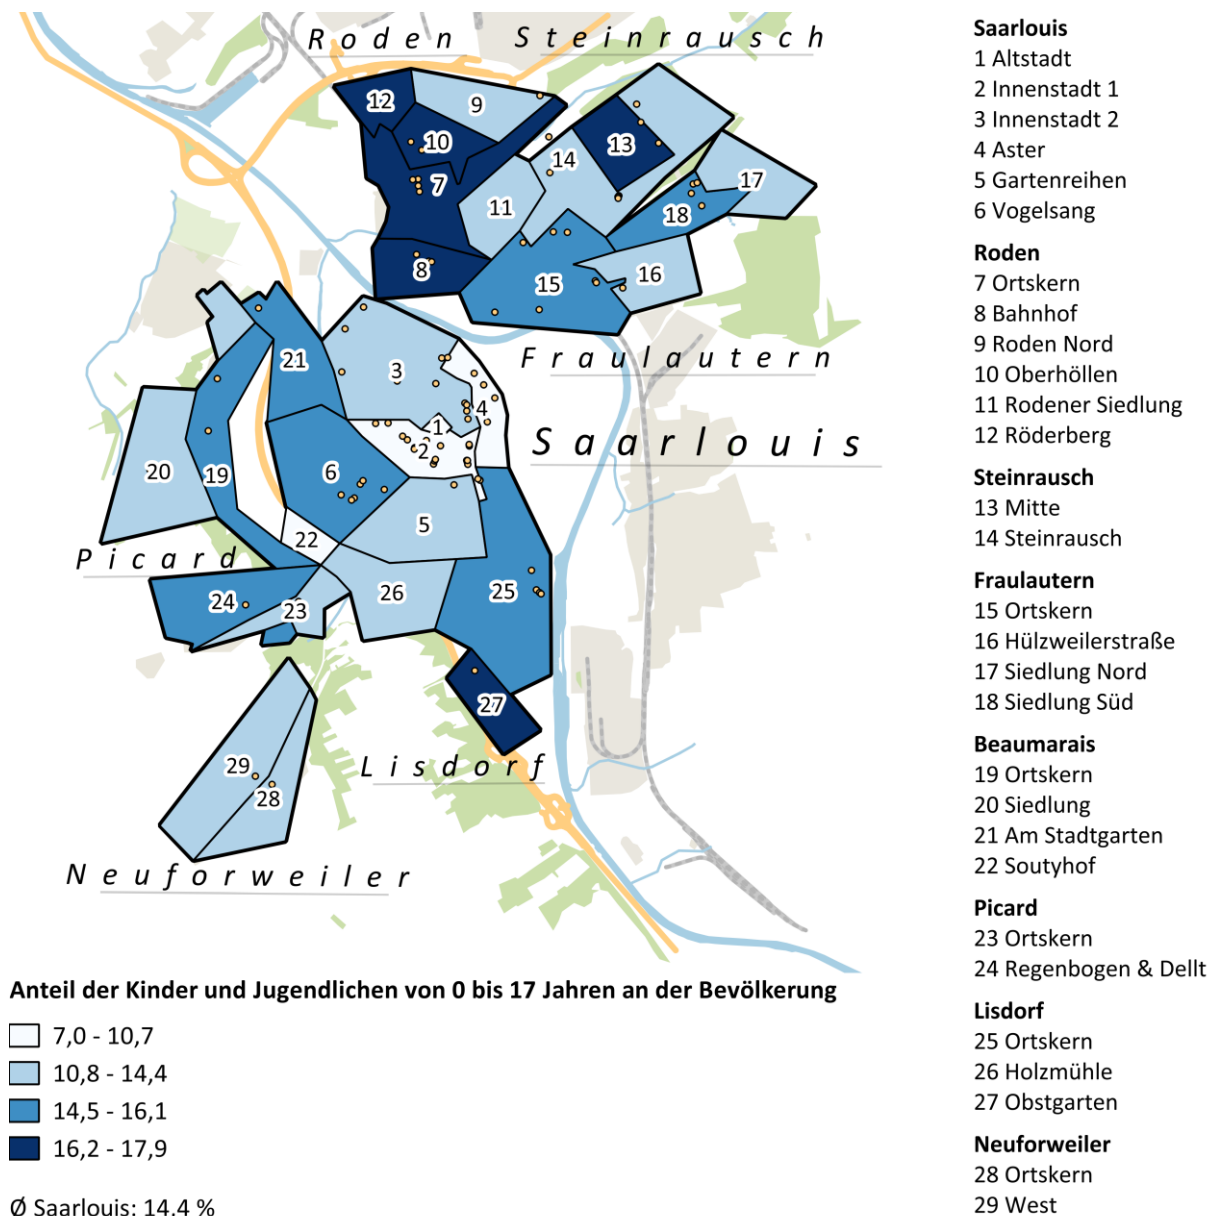 Roden
Steinrausch
12
9
10
13
14
7
17
11
18
8
15
16
Fraulautern
21
3
4
1
2
Saarlouis
20
19
6
5
22
Picard
24
23
26
25
27
Lisdorf
29
28
Neuforweiler
Anteil der Kinder und Jugendlichen von 0 bis 17 Jahren an der Bevölkerung
7,0 - 10,7
10,8 - 14,4
14,5 - 16,1
16,2 - 17,9
Ø Saarlouis: 14,4 %
Saarlouis
1 Altstadt
2 Innenstadt 1
3 Innenstadt 2
4 Aster
5 Gartenreihen
6 Vogelsang
Roden
7 Ortskern
8 Bahnhof
9 Roden Nord
10 Oberhöllen
11 Rodener Siedlung
12 Röderberg
Steinrausch
13 Mitte
14 Steinrausch
Fraulautern
15 Ortskern
16 Hülzweilerstraße
17 Siedlung Nord
18 Siedlung Süd
Beaumarais
19 Ortskern
20 Siedlung
21 Am Stadtgarten
22 Soutyhof
Picard
23 Ortskern
24 Regenbogen & Dellt
Lisdorf
25 Ortskern
26 Holzmühle
27 Obstgarten
Neuforweiler
28 Ortskern
29 West